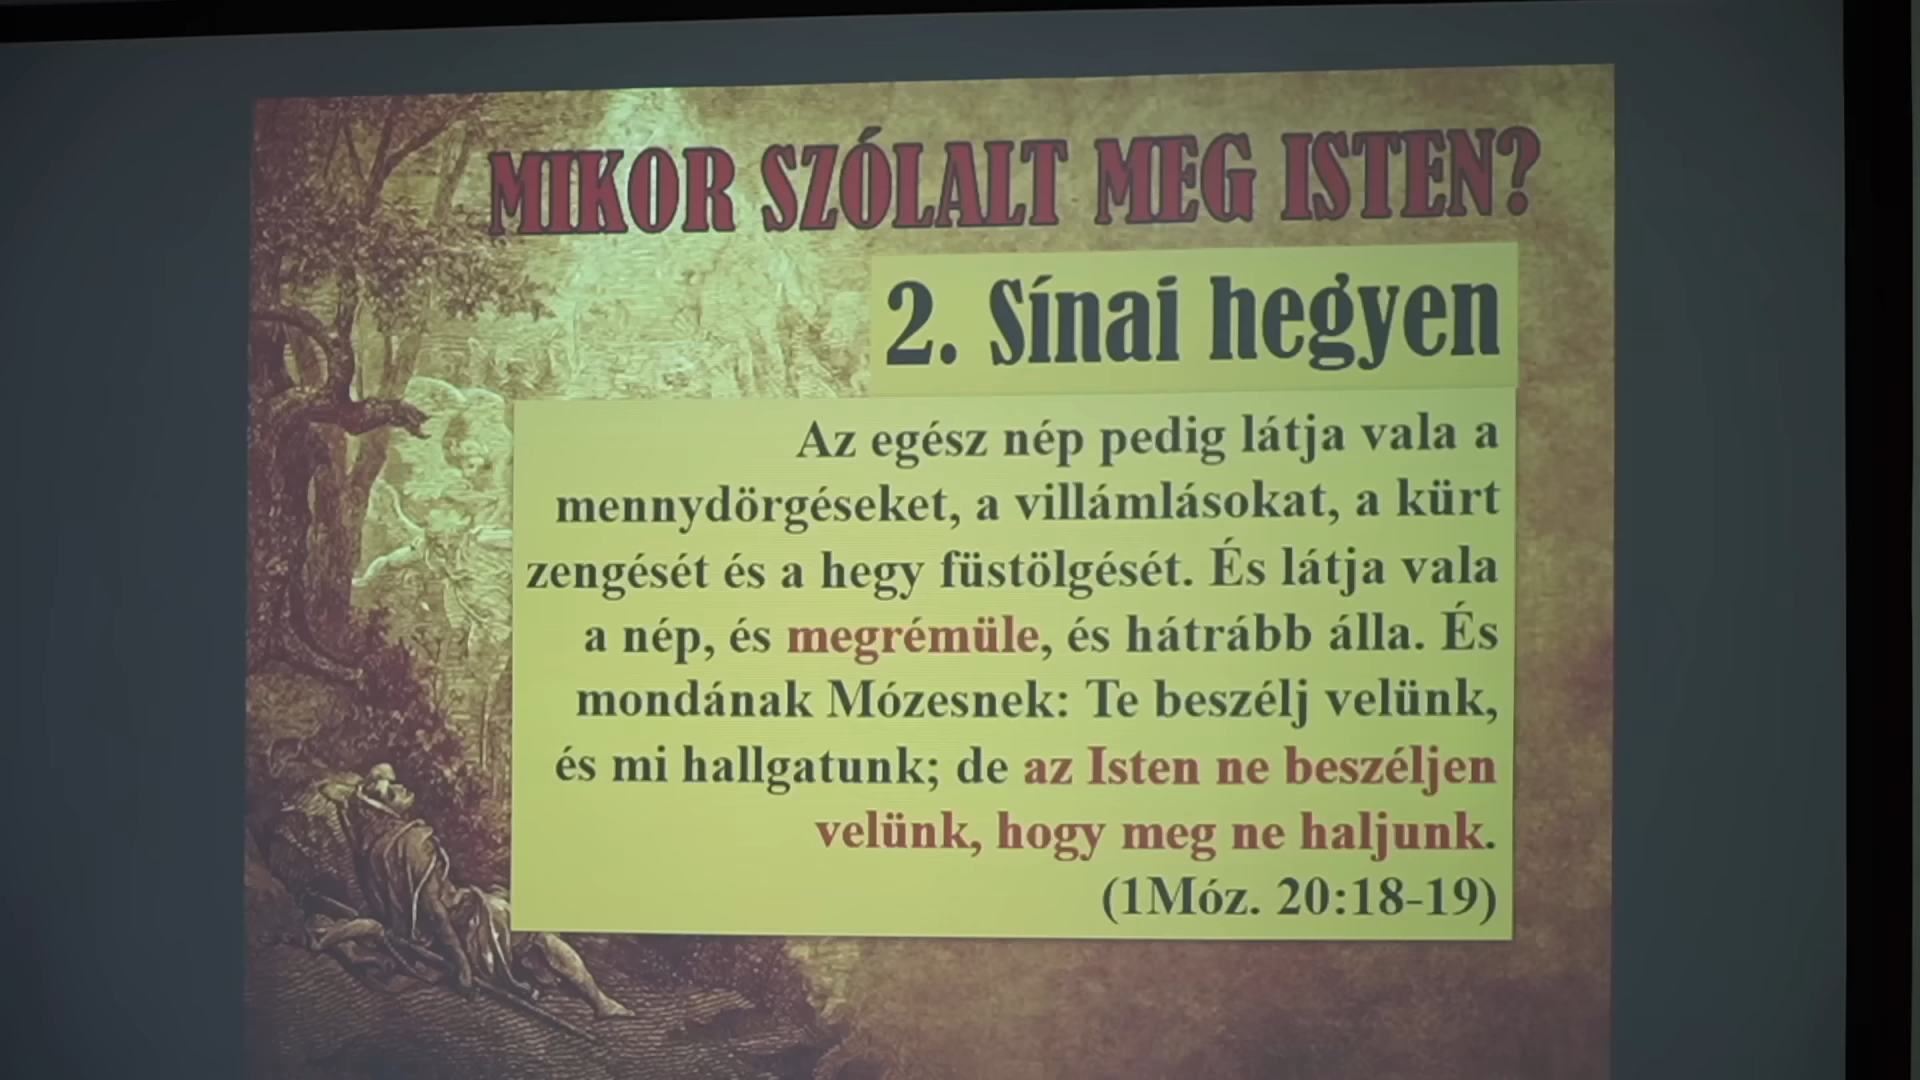 MIKOR SZÓLALT MEG ISTEN?
2. Sínai hegyen
Az egész nép pedig látja vala a
mennydörgéseket, a villámlásokat, a kürt
zengését és a hegy füstölgését. És látja vala
a nép, és megrémüle, és hátrább álla. És
mondának Mózesnek: Te beszélj velünk,
és mi hallgatunk; de az Isten ne beszéljen
velünk, hogy meg ne haljunk.
(1Móz. 20:18-19)